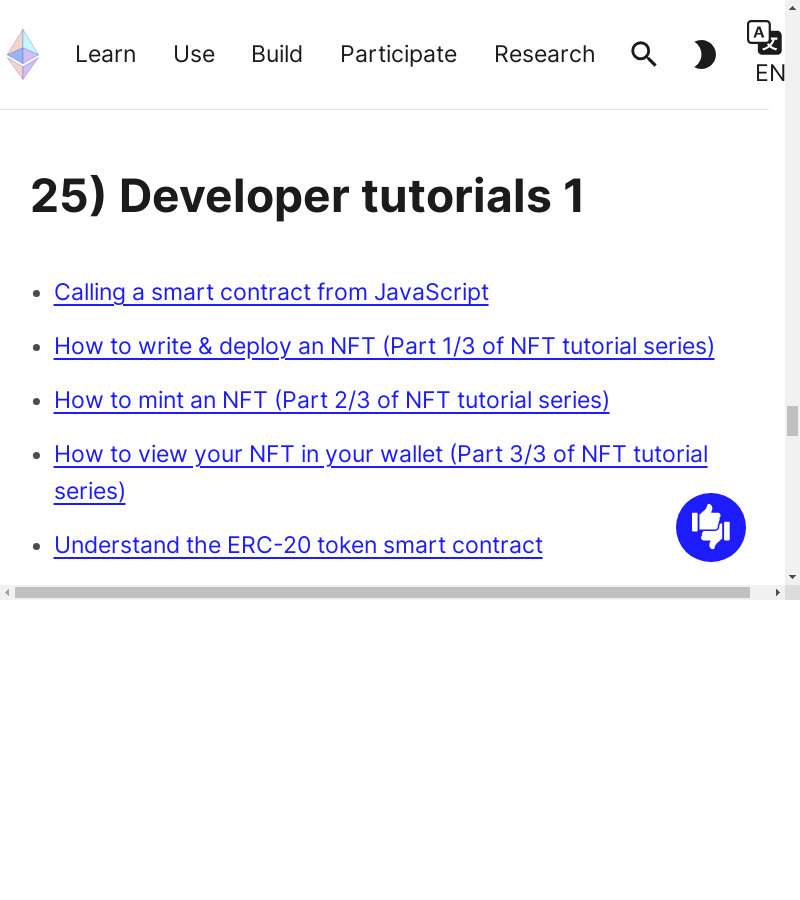 Learn Use Build Participate Research
EN
25) Developer tutorials 1
Calling a smart contract from JavaScript
How to write & deploy an NFT (Part 1/3 of NFT tutorial series)
How to mint an NFT (Part 2/3 of NFT tutorial series)
How to view your NFT in your wallet (Part 3/3 of NFT tutorial
series)
Understand the ERC-20 token smart contract